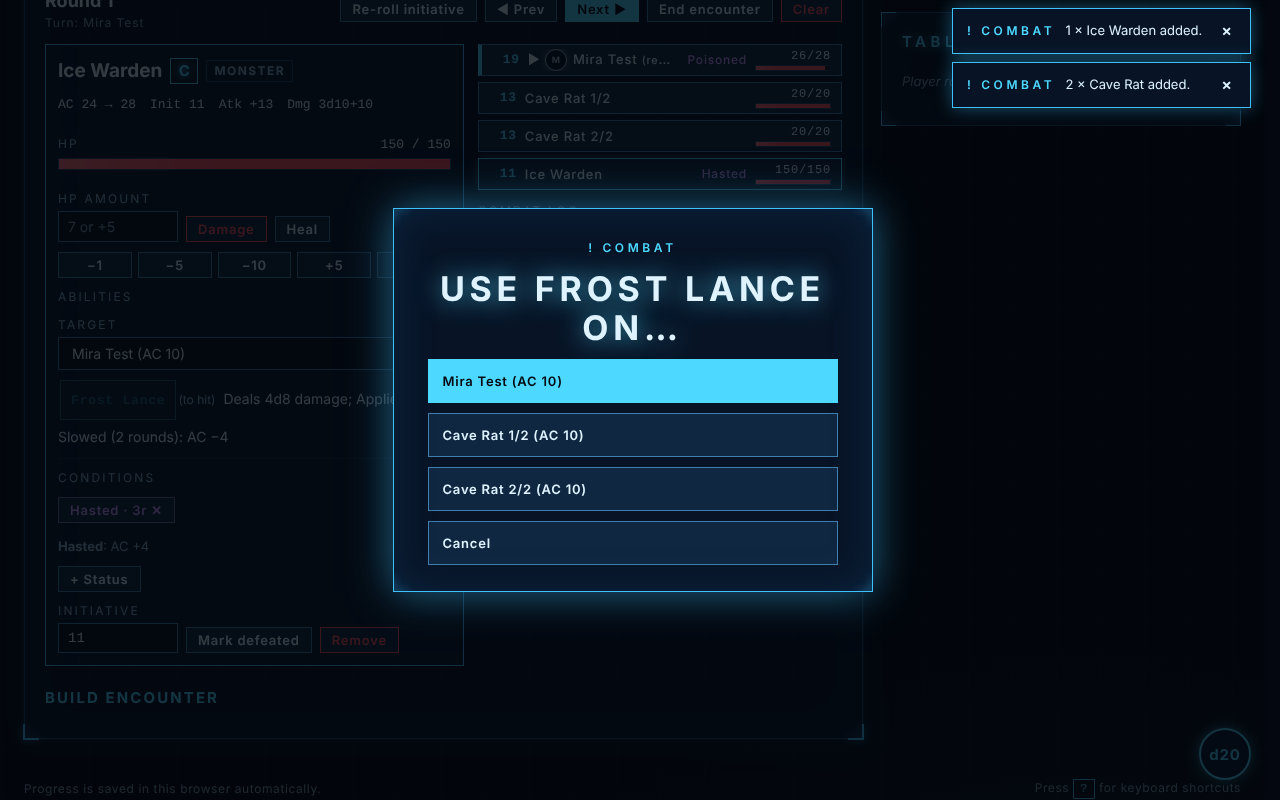 Round 1
Turn: Mira Test
Re-roll initiative
◀ Prev
Next ▶
End encounter
Clear
! COMBAT 1 × Ice Warden added. ×
! COMBAT 2 × Cave Rat added. ×
TABL
Player r
Ice Warden C MONSTER
AC 24 → 28 Init 11 Atk +13 Dmg 3d10+10
HP 150 / 150
HP AMOUNT
7 or +5 Damage Heal
−1 −5 −10 +5
ABILITIES
TARGET
Mira Test (AC 10)
Frost Lance (to hit) Deals 4d8 damage; Applie
Slowed (2 rounds): AC −4
CONDITIONS
Hasted · 3r ✕
Hasted: AC +4
+ Status
INITIATIVE
11 Mark defeated Remove
19 ▶ M Mira Test (re... Poisoned 26/28
13 Cave Rat 1/2 20/20
13 Cave Rat 2/2 20/20
11 Ice Warden Hasted 150/150
! COMBAT
USE FROST LANCE
ON...
Mira Test (AC 10)
Cave Rat 1/2 (AC 10)
Cave Rat 2/2 (AC 10)
Cancel
BUILD ENCOUNTER
d20
Progress is saved in this browser automatically.
Press ? for keyboard shortcuts